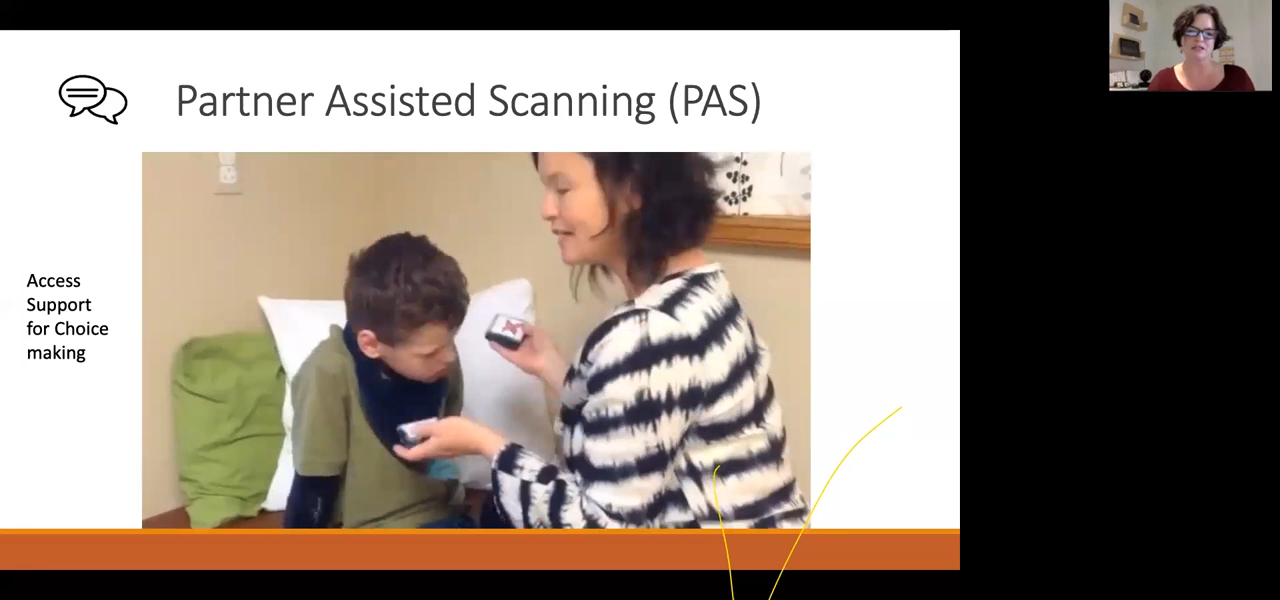 Partner Assisted Scanning (PAS)
Access
Support
for Choice
making